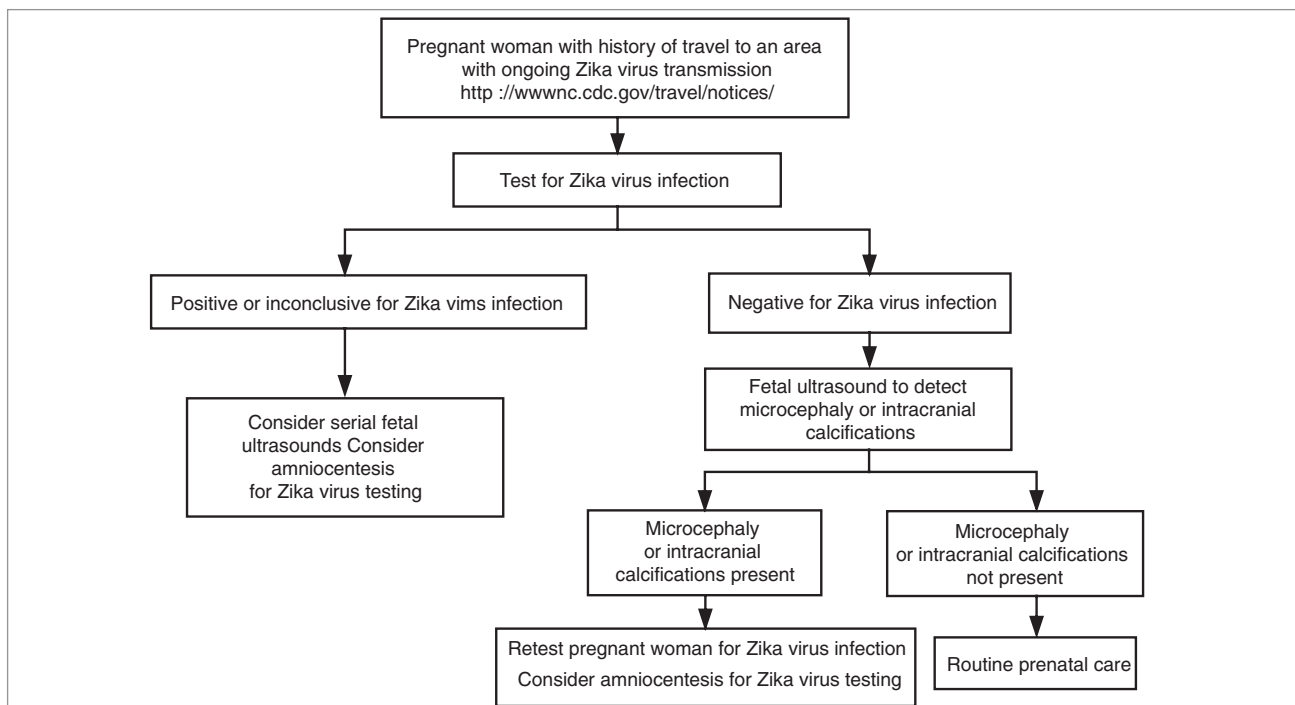 Pregnant woman with history of travel to an area
with ongoing Zika virus transmission
http ://wwwnc.cdc.gov/travel/notices/
Test for Zika virus infection
Positive or inconclusive for Zika vims infection
Negative for Zika virus infection
Consider serial fetal
ultrasounds Consider
amniocentesis
for Zika virus testing
Fetal ultrasound to detect
microcephaly or intracranial
calcifications
Microcephaly
or intracranial
calcifications present
Microcephaly
or intracranial calcifications
not present
Retest pregnant woman for Zika virus infection
Consider amniocentesis for Zika virus testing
Routine prenatal care